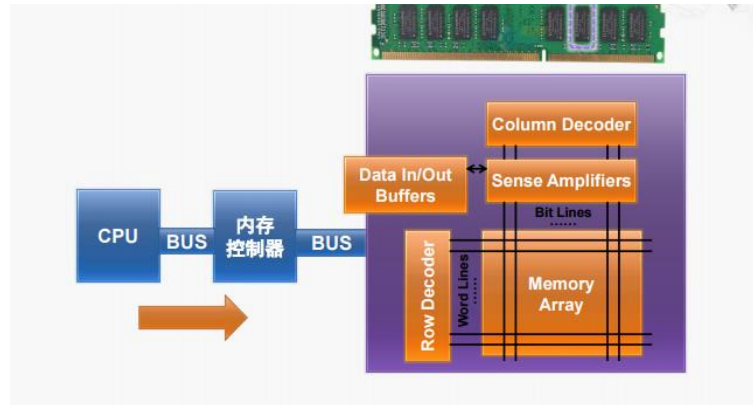 Column Decoder
Data In/Out
Buffers
Sense Amplifiers
Bit Lines
......
CPU
BUS
内存
控制器
BUS
Row Decoder
Word Lines
......
Memory
Array